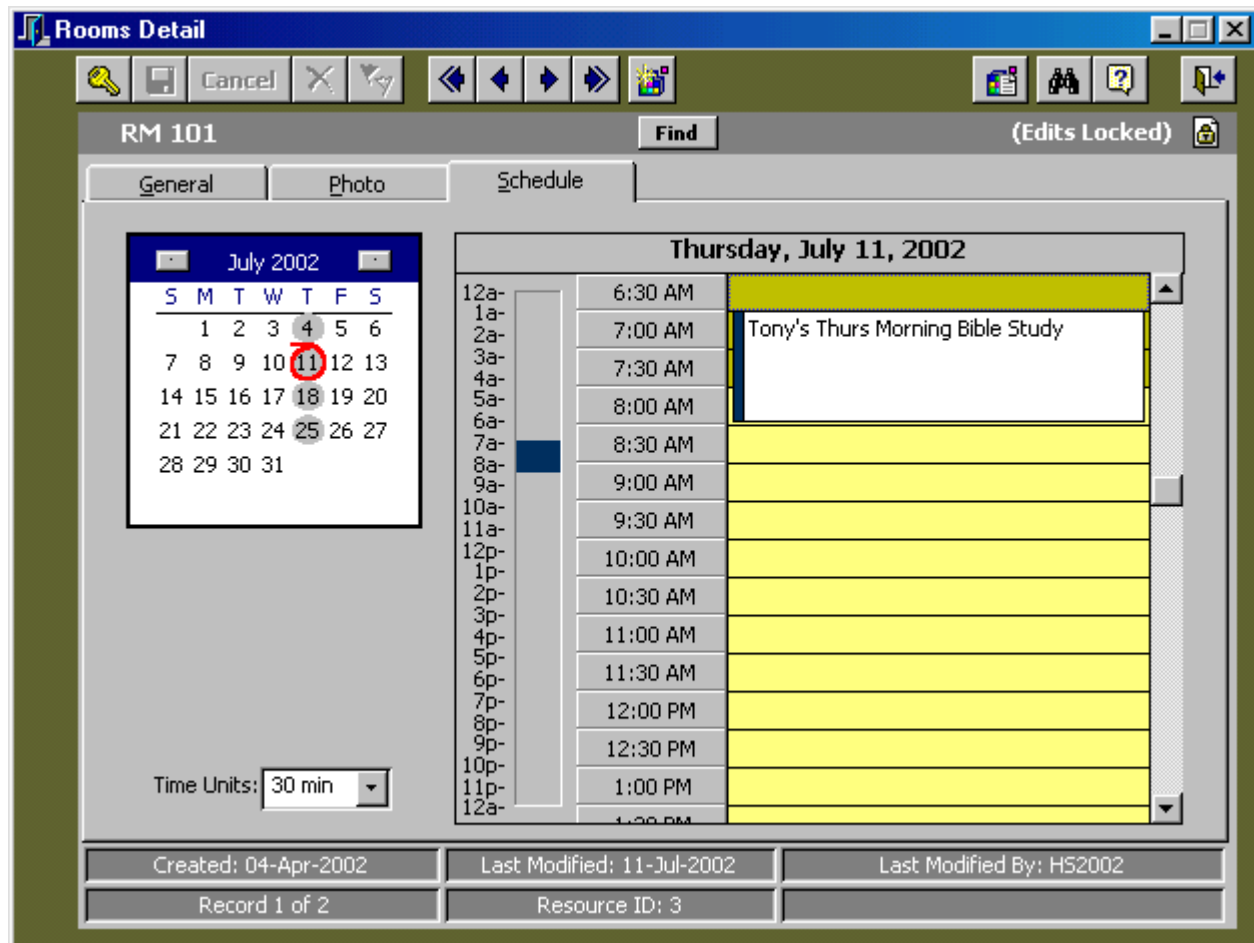 Rooms Detail
Cancel
RM 101 Find (Edits Locked)
General Photo Schedule
July 2002
S M T W T F S
1 2 3 4 5 6
7 8 9 10 11 12 13
14 15 16 17 18 19 20
21 22 23 24 25 26 27
28 29 30 31
Time Units: 30 min
Thursday, July 11, 2002
12a-
1a-
2a-
3a-
4a-
5a-
6a-
7a-
8a-
9a-
10a-
11a-
12p-
1p-
2p-
3p-
4p-
5p-
6p-
7p-
8p-
9p-
10p-
11p-
12a-
6:30 AM
7:00 AM Tony's Thurs Morning Bible Study
7:30 AM
8:00 AM
8:30 AM
9:00 AM
9:30 AM
10:00 AM
10:30 AM
11:00 AM
11:30 AM
12:00 PM
12:30 PM
1:00 PM
1:30 PM
Created: 04-Apr-2002 Last Modified: 11-Jul-2002 Last Modified By: HS2002
Record 1 of 2 Resource ID: 3